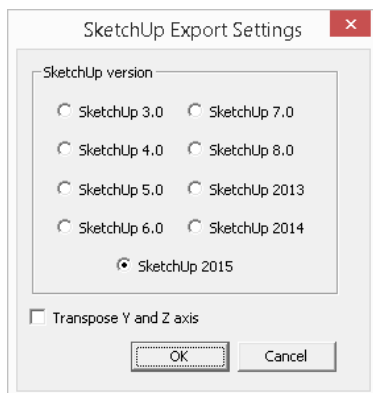 SketchUp Export Settings
SketchUp version
SketchUp 3.0 SketchUp 7.0
SketchUp 4.0 SketchUp 8.0
SketchUp 5.0 SketchUp 2013
SketchUp 6.0 SketchUp 2014
SketchUp 2015
Transpose Y and Z axis
OK Cancel